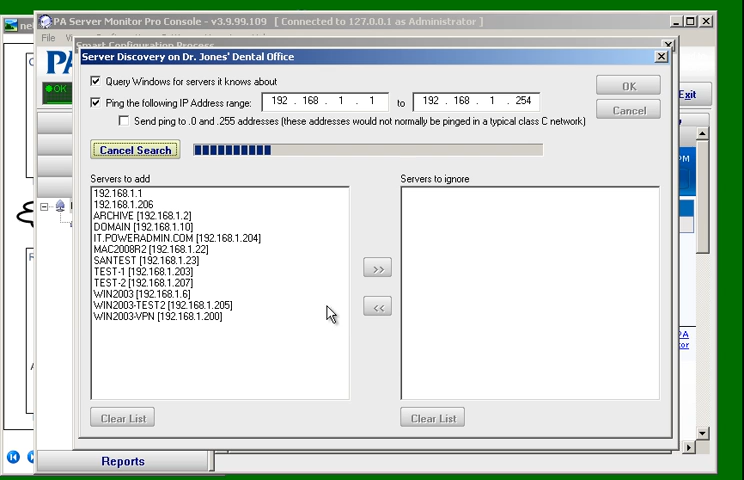 PA Server Monitor Pro Console - v3.9.99.109 [ Connected to 127.0.0.1 as Administrator ]
File
Smart Configuration Process
Server Discovery on Dr. Jones' Dental Office
Query Windows for servers it knows about
OK
Ping the following IP Address range: 192 . 168 . 1 . 1 to 192 . 168 . 1 . 254
Cancel
Exit
OK
Send ping to .0 and .255 addresses (these addresses would not normally be pinged in a typical class C network)
Cancel Search
Servers to add
Servers to ignore
192.168.1.1
192.168.1.206
ARCHIVE [192.168.1.2]
DOMAIN [192.168.1.10]
IT.POWERADMIN.COM [192.168.1.204]
MAC2008R2 [192.168.1.22]
SANTEST [192.168.1.23]
TEST-1 [192.168.1.203]
TEST-2 [192.168.1.207]
WIN2003 [192.168.1.6]
WIN2003-TEST2 [192.168.1.205]
WIN2003-VPN [192.168.1.200]
>>
<<
Clear List
Clear List
Reports